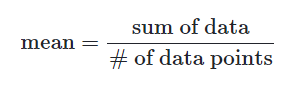 mean = sum of data / # of data points